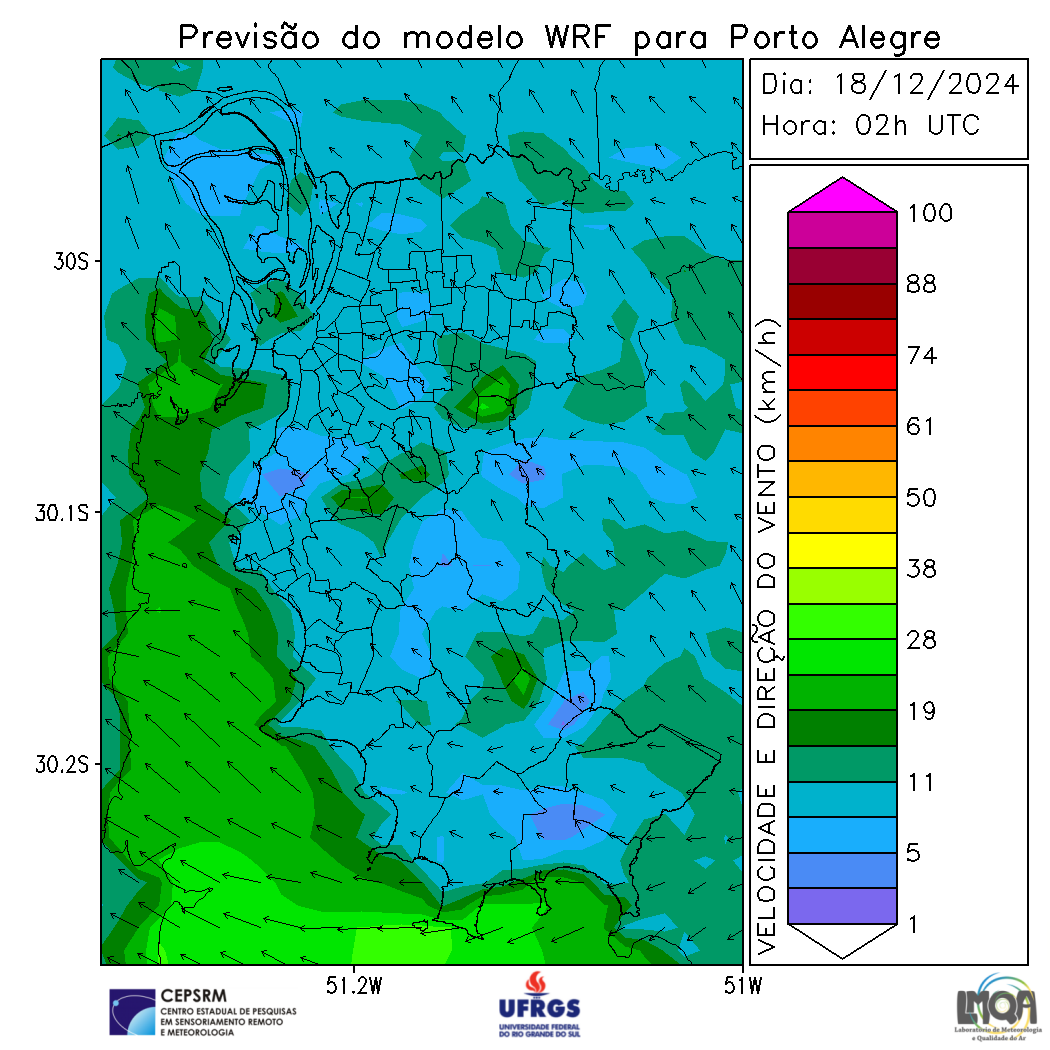 Previsão do modelo WRF para Porto Alegre
Dia: 18/12/2024
Hora: 02h UTC
30S
30.1S
30.2S
51.2W
51W
VELOCIDADE E DIREÇÃO DO VENTO (km/h)
100
88
74
61
50
38
28
19
11
5
1
CEPSRM
CENTRO ESTADUAL DE PESQUISAS
EM SENSORIAMENTO REMOTO
E METEOROLOGIA
UFRGS
UNIVERSIDADE FEDERAL
DO RIO GRANDE DO SUL
LMQA
Laboratório de Meteorologia
e Qualidade do Ar